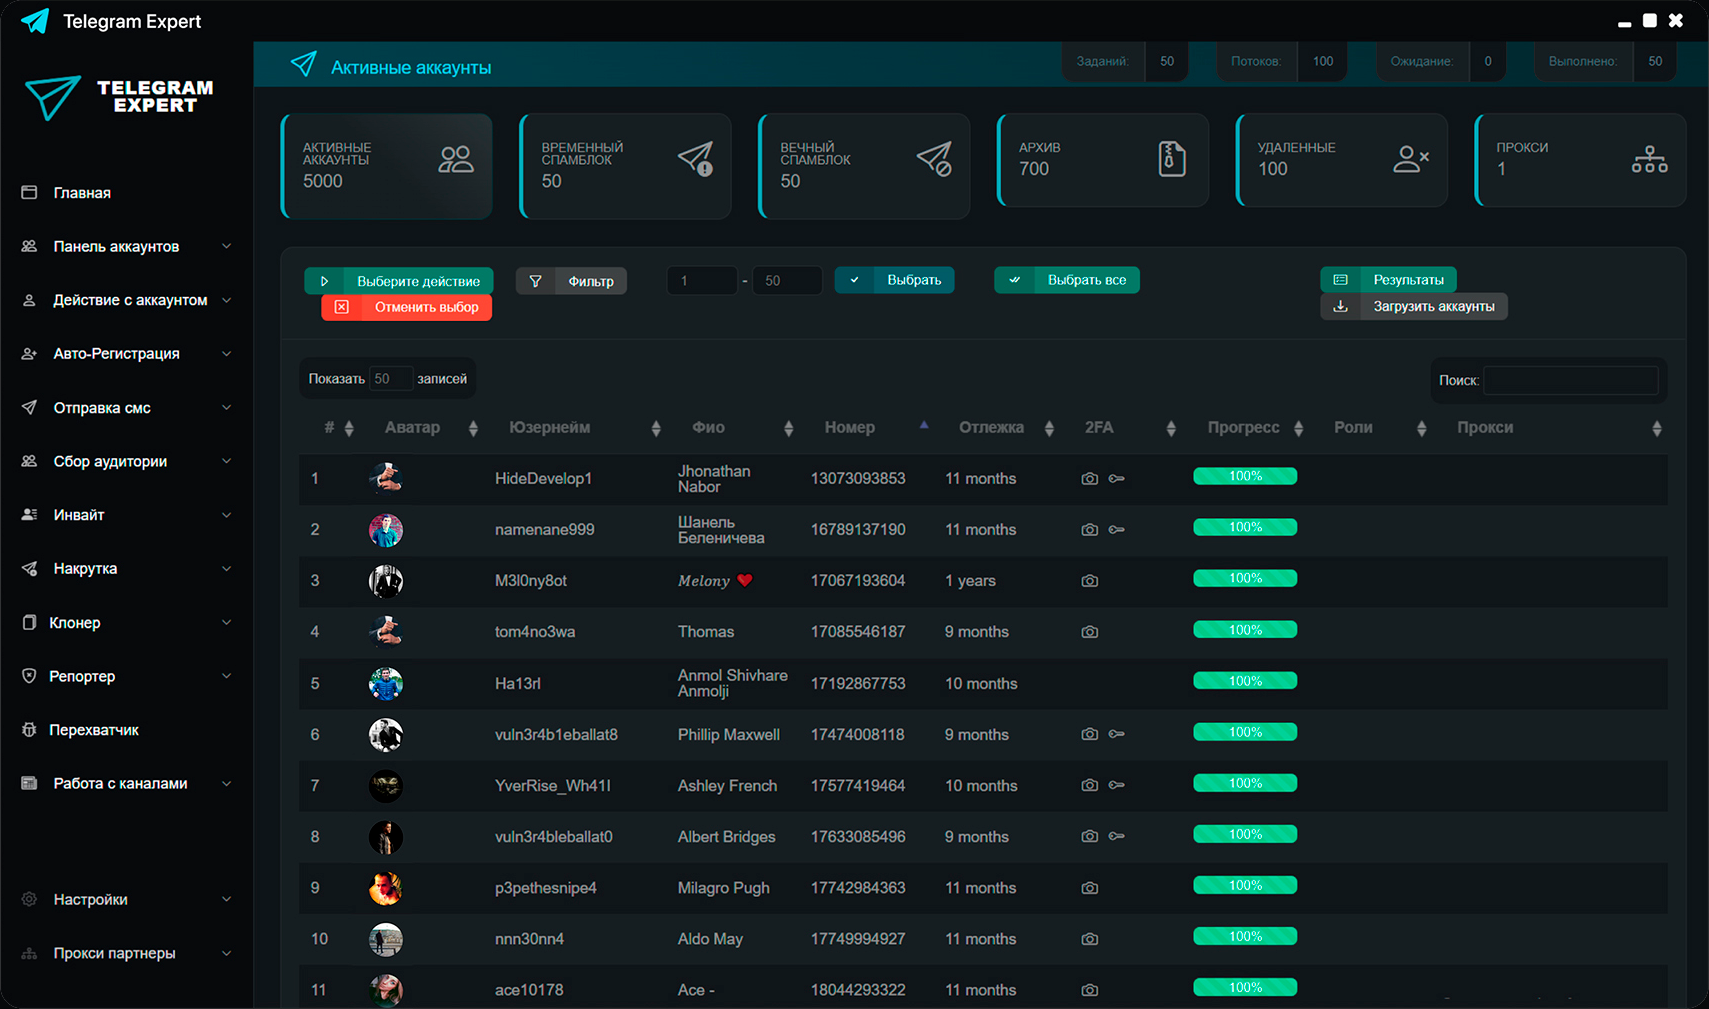 Telegram Expert
TELEGRAM
EXPERT
Главная
Панель аккаунтов
Действие с аккаунтом
Авто-Регистрация
Отправка смс
Сбор аудитории
Инвайт
Накрутка
Клонер
Репортер
Перехватчик
Работа с каналами
Настройки
Прокси партнеры
Активные аккаунты
Заданий: 50
Потоков: 100
Ожидание: 0
Выполнено: 50
АКТИВНЫЕ
АККАУНТЫ
5000
ВРЕМЕННЫЙ
СПАМБЛОК
50
ВЕЧНЫЙ
СПАМБЛОК
50
АРХИВ
700
УДАЛЕННЫЕ
100
ПРОКСИ
1
Выберите действие
Отменить выбор
Фильтр
1 - 50
Выбрать
Выбрать все
Результаты
Загрузить аккаунты
Показать 50 записей
Поиск:
# Аватар Юзернейм Фио Номер Отлежка 2FA Прогресс Роли Прокси
1 HideDevelop1 Jhonathan Nabor 13073093853 11 months 100%
2 namenane999 Шанель Беленичева 16789137190 11 months 100%
3 M3l0ny8ot Melony ❤ 17067193604 1 years 100%
4 tom4no3wa Thomas 17085546187 9 months 100%
5 Ha13rl Anmol Shivhare Anmolji 17192867753 10 months 100%
6 vuln3r4b1eballat8 Phillip Maxwell 17474008118 9 months 100%
7 YverRise_Wh41l Ashley French 17577419464 10 months 100%
8 vuln3r4bleballat0 Albert Bridges 17633085496 9 months 100%
9 p3pethesnipe4 Milagro Pugh 17742984363 11 months 100%
10 nnn30nn4 Aldo May 17749994927 11 months 100%
11 ace10178 Ace - 18044293322 11 months 100%